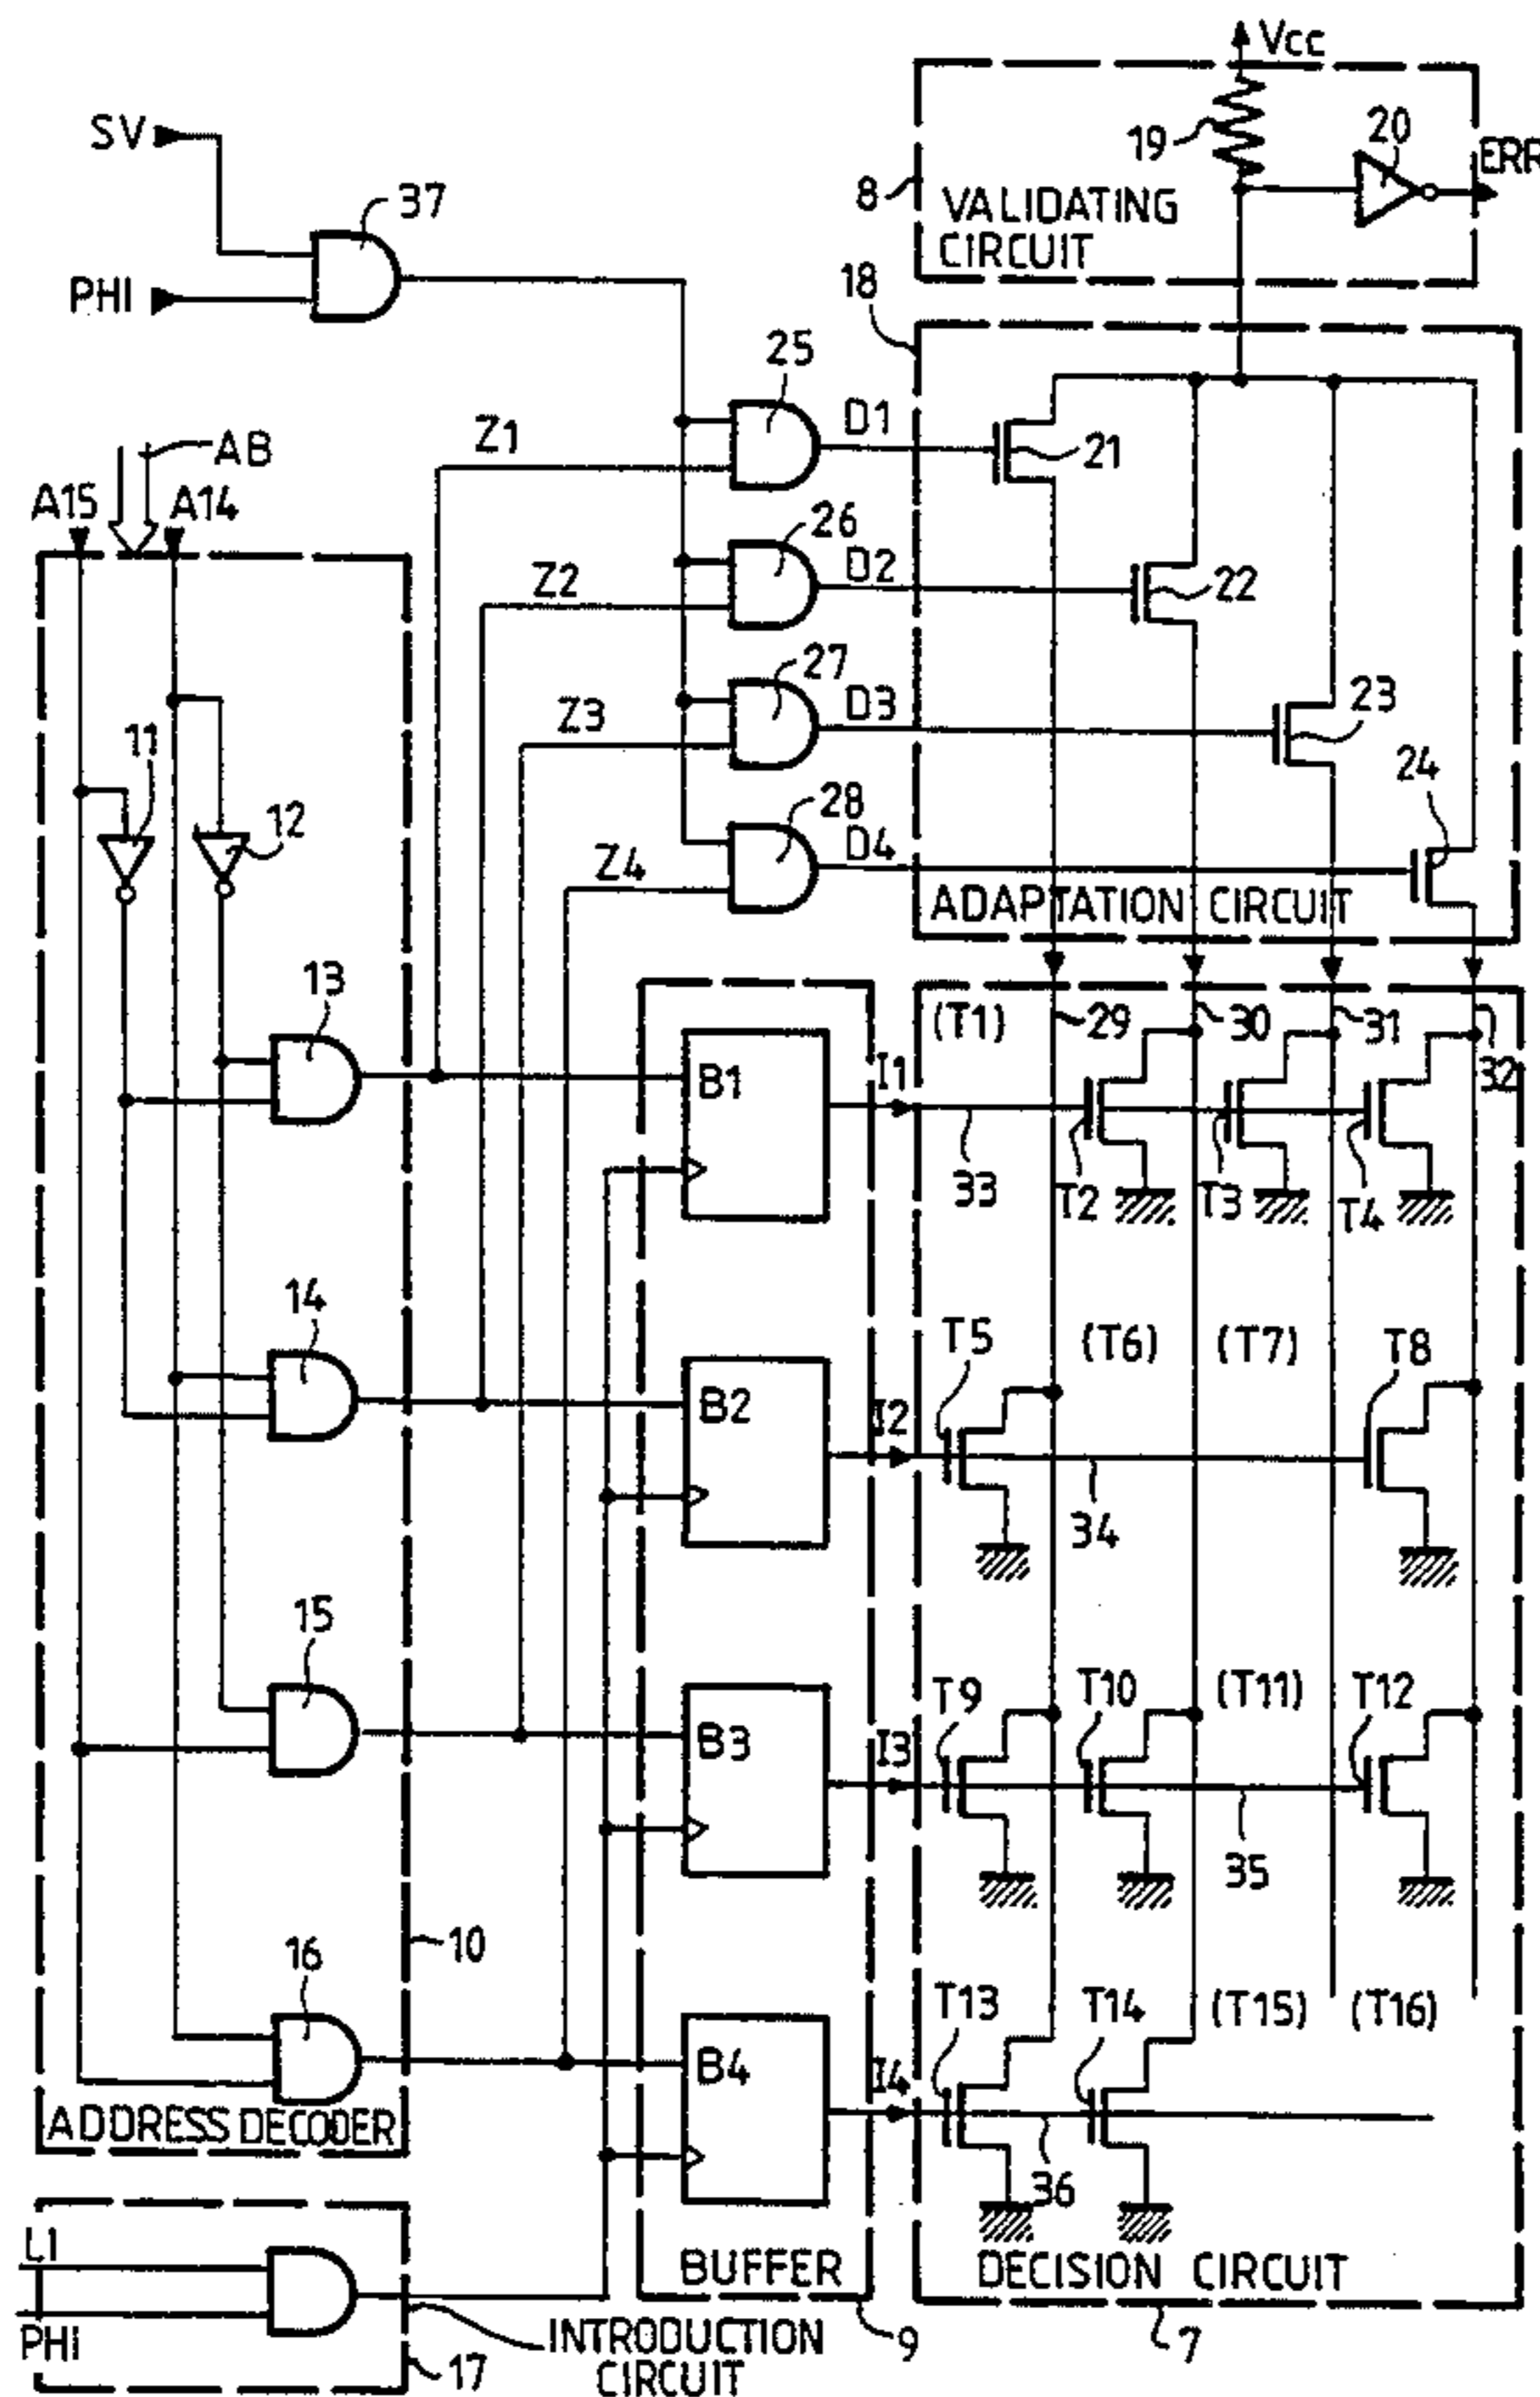 Vcc
SV
19
20
ERR
8
VALIDATING
CIRCUIT
37
PHI
18
25
D1
Z1
21
AB
A15
A14
26
D2
Z2
22
27
D3
Z3
23
11
12
28
D4
Z4
24
ADAPTATION CIRCUIT
13
(T1)
29
30
31
32
B1
I1
33
T2
T3
T4
14
T5
(T6)
(T7)
T8
B2
I2
34
15
T9
T10
(T11)
T12
B3
I3
35
10
16
T13
T14
(T15)
(T16)
B4
I4
36
ADDRESS DECODER
L1
BUFFER
DECISION CIRCUIT
PHI
INTRODUCTION
CIRCUIT
17
9
7